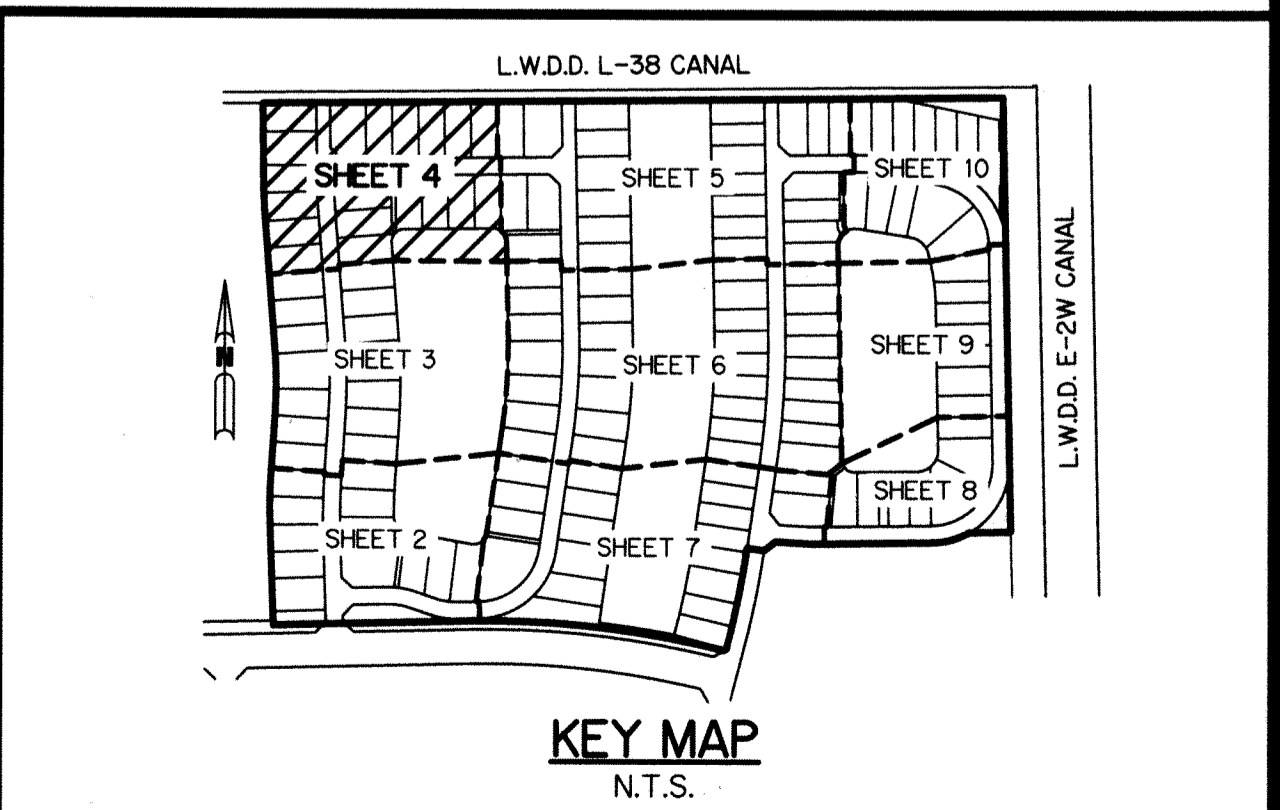 L.W.D.D. L-38 CANAL
SHEET 4
SHEET 5
SHEET 10
L.W.D.D. E-2W CANAL
N
SHEET 3
SHEET 6
SHEET 9
SHEET 2
SHEET 7
SHEET 8
KEY MAP
N.T.S.